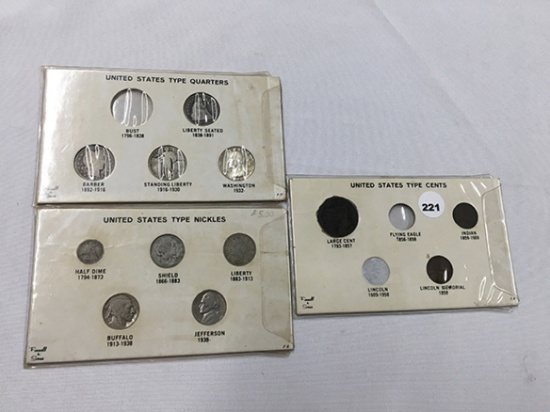 UNITED STATES TYPE QUARTERS
BUST
1796-1838
LIBERTY SEATED
1838-1891
BARBER
1892-1916
STANDING LIBERTY
1916-1930
WASHINGTON
1932-
UNITED STATES TYPE NICKLES
HALF DIME
1794-1873
SHIELD
1866-1883
LIBERTY
1883-1913
BUFFALO
1913-1938
JEFFERSON
1938-
UNITED STATES TYPE CENTS
221
LARGE CENT
1793-1857
FLYING EAGLE
1856-1858
INDIAN
1859-1909
LINCOLN
1909-1958
LINCOLN MEMORIAL
1959